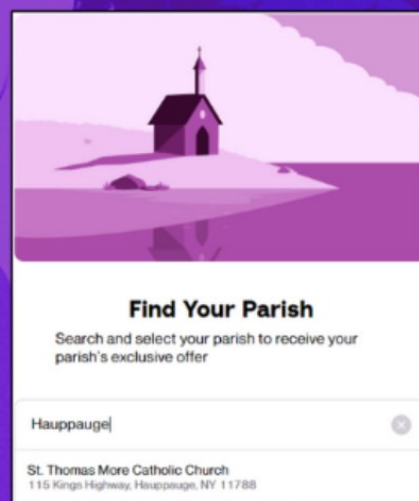 Find Your Parish
Search and select your parish to receive your
parish's exclusive offer
Hauppauge
St. Thomas More Catholic Church
115 Kings Highway, Hauppauge, NY 11788